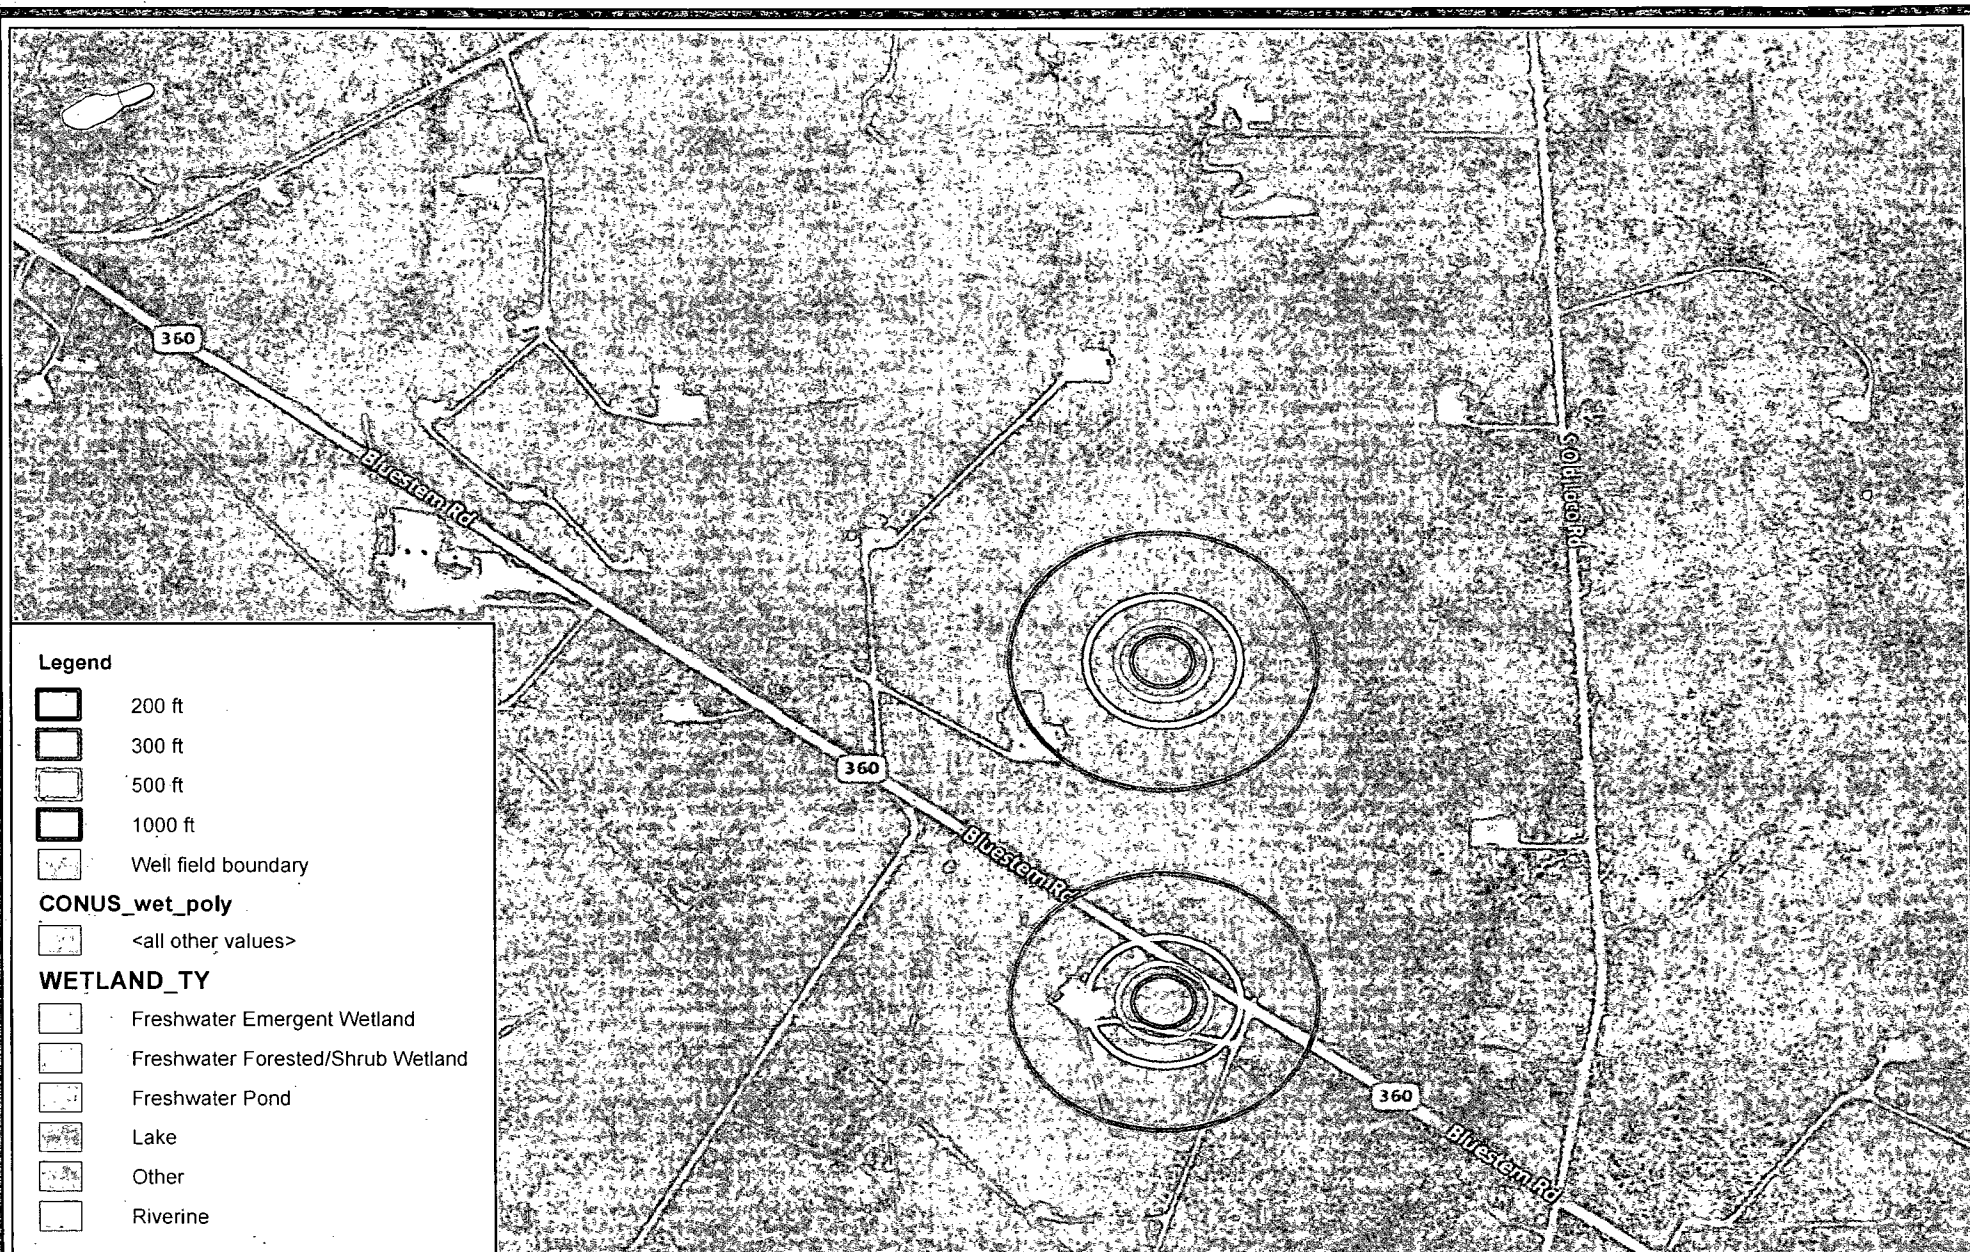 360
Bluestem Rd
360
Bluestem Rd
360
Bluestem Rd
Legend
200 ft
300 ft
500 ft
1000 ft
Well field boundary
CONUS_wet_poly
<all other values>
WETLAND_TY
Freshwater Emergent Wetland
Freshwater Forested/Shrub Wetland
Freshwater Pond
Lake
Other
Riverine